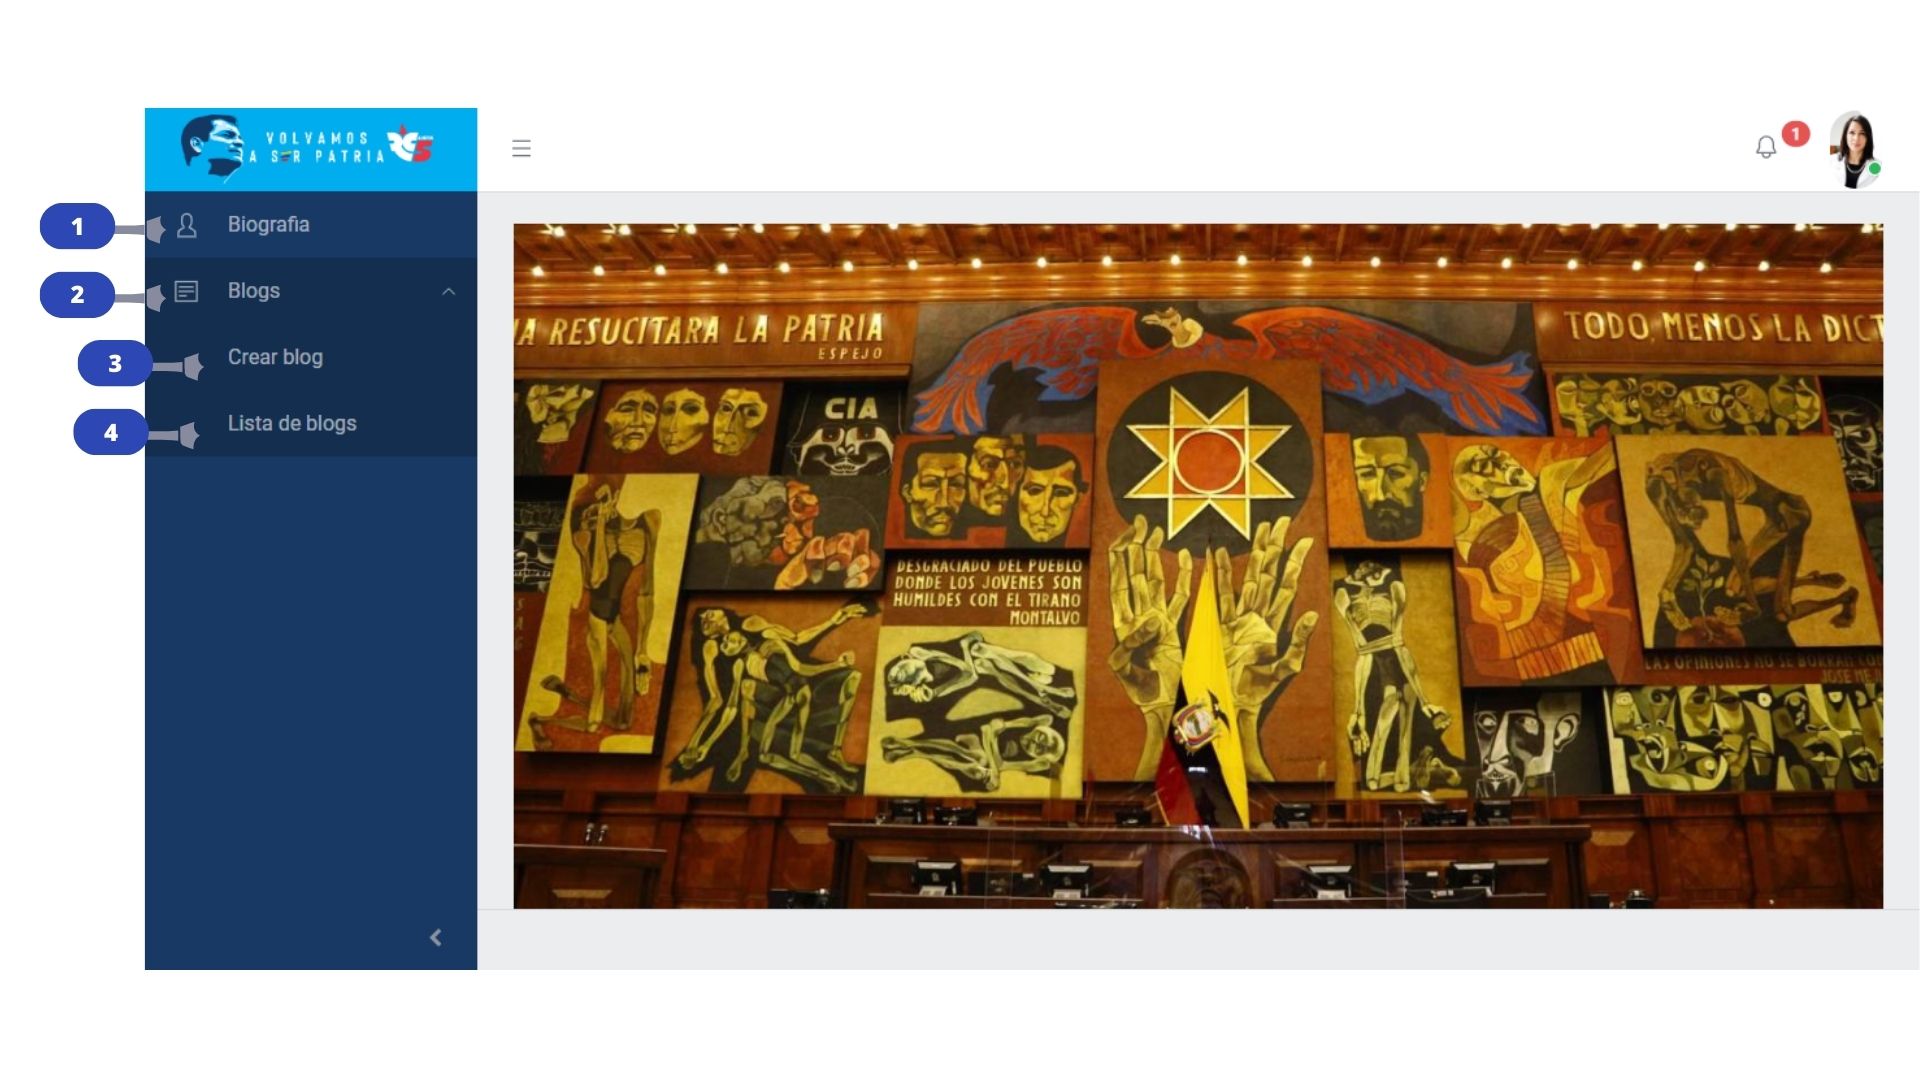 VOLVAMOS
A SER PATRIA
5
1
1
Biografia
2
Blogs
3
Crear blog
4
Lista de blogs
A RESUCITARA LA PATRIA
ESPEJO
TODO, MENOS LA DICT
CIA
DESGRACIADO DEL PUEBLO
DONDE LOS JOVENES SON
HUMILDES CON EL TIRANO
MONTALVO
LAS OPINIONES NO SE BORRAN CON
JOSE MEJ